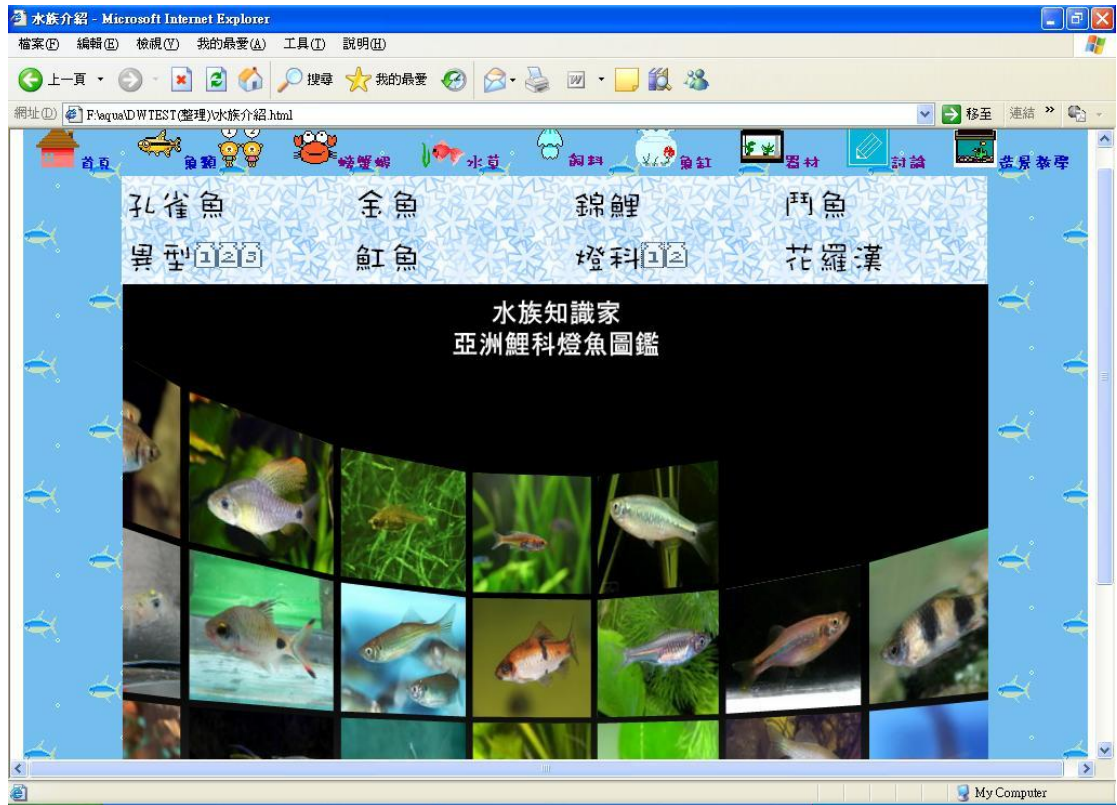 水族介紹 - Microsoft Internet Explorer
檔案(F) 編輯(E) 檢視(V) 我的最愛(A) 工具(T) 說明(H)
上一頁 搜尋 我的最愛
網址(D) F:\aqua\DWTEST(整理)\水族介紹.html 移至 連結 »
首頁 魚類 螃蟹蝦 水草 飼料 魚缸 器材 討論 造景教學
孔雀魚 金魚 錦鯉 鬥魚
異型 1 2 3 魟魚 燈科 1 2 花羅漢
水族知識家
亞洲鯉科燈魚圖鑑
My Computer